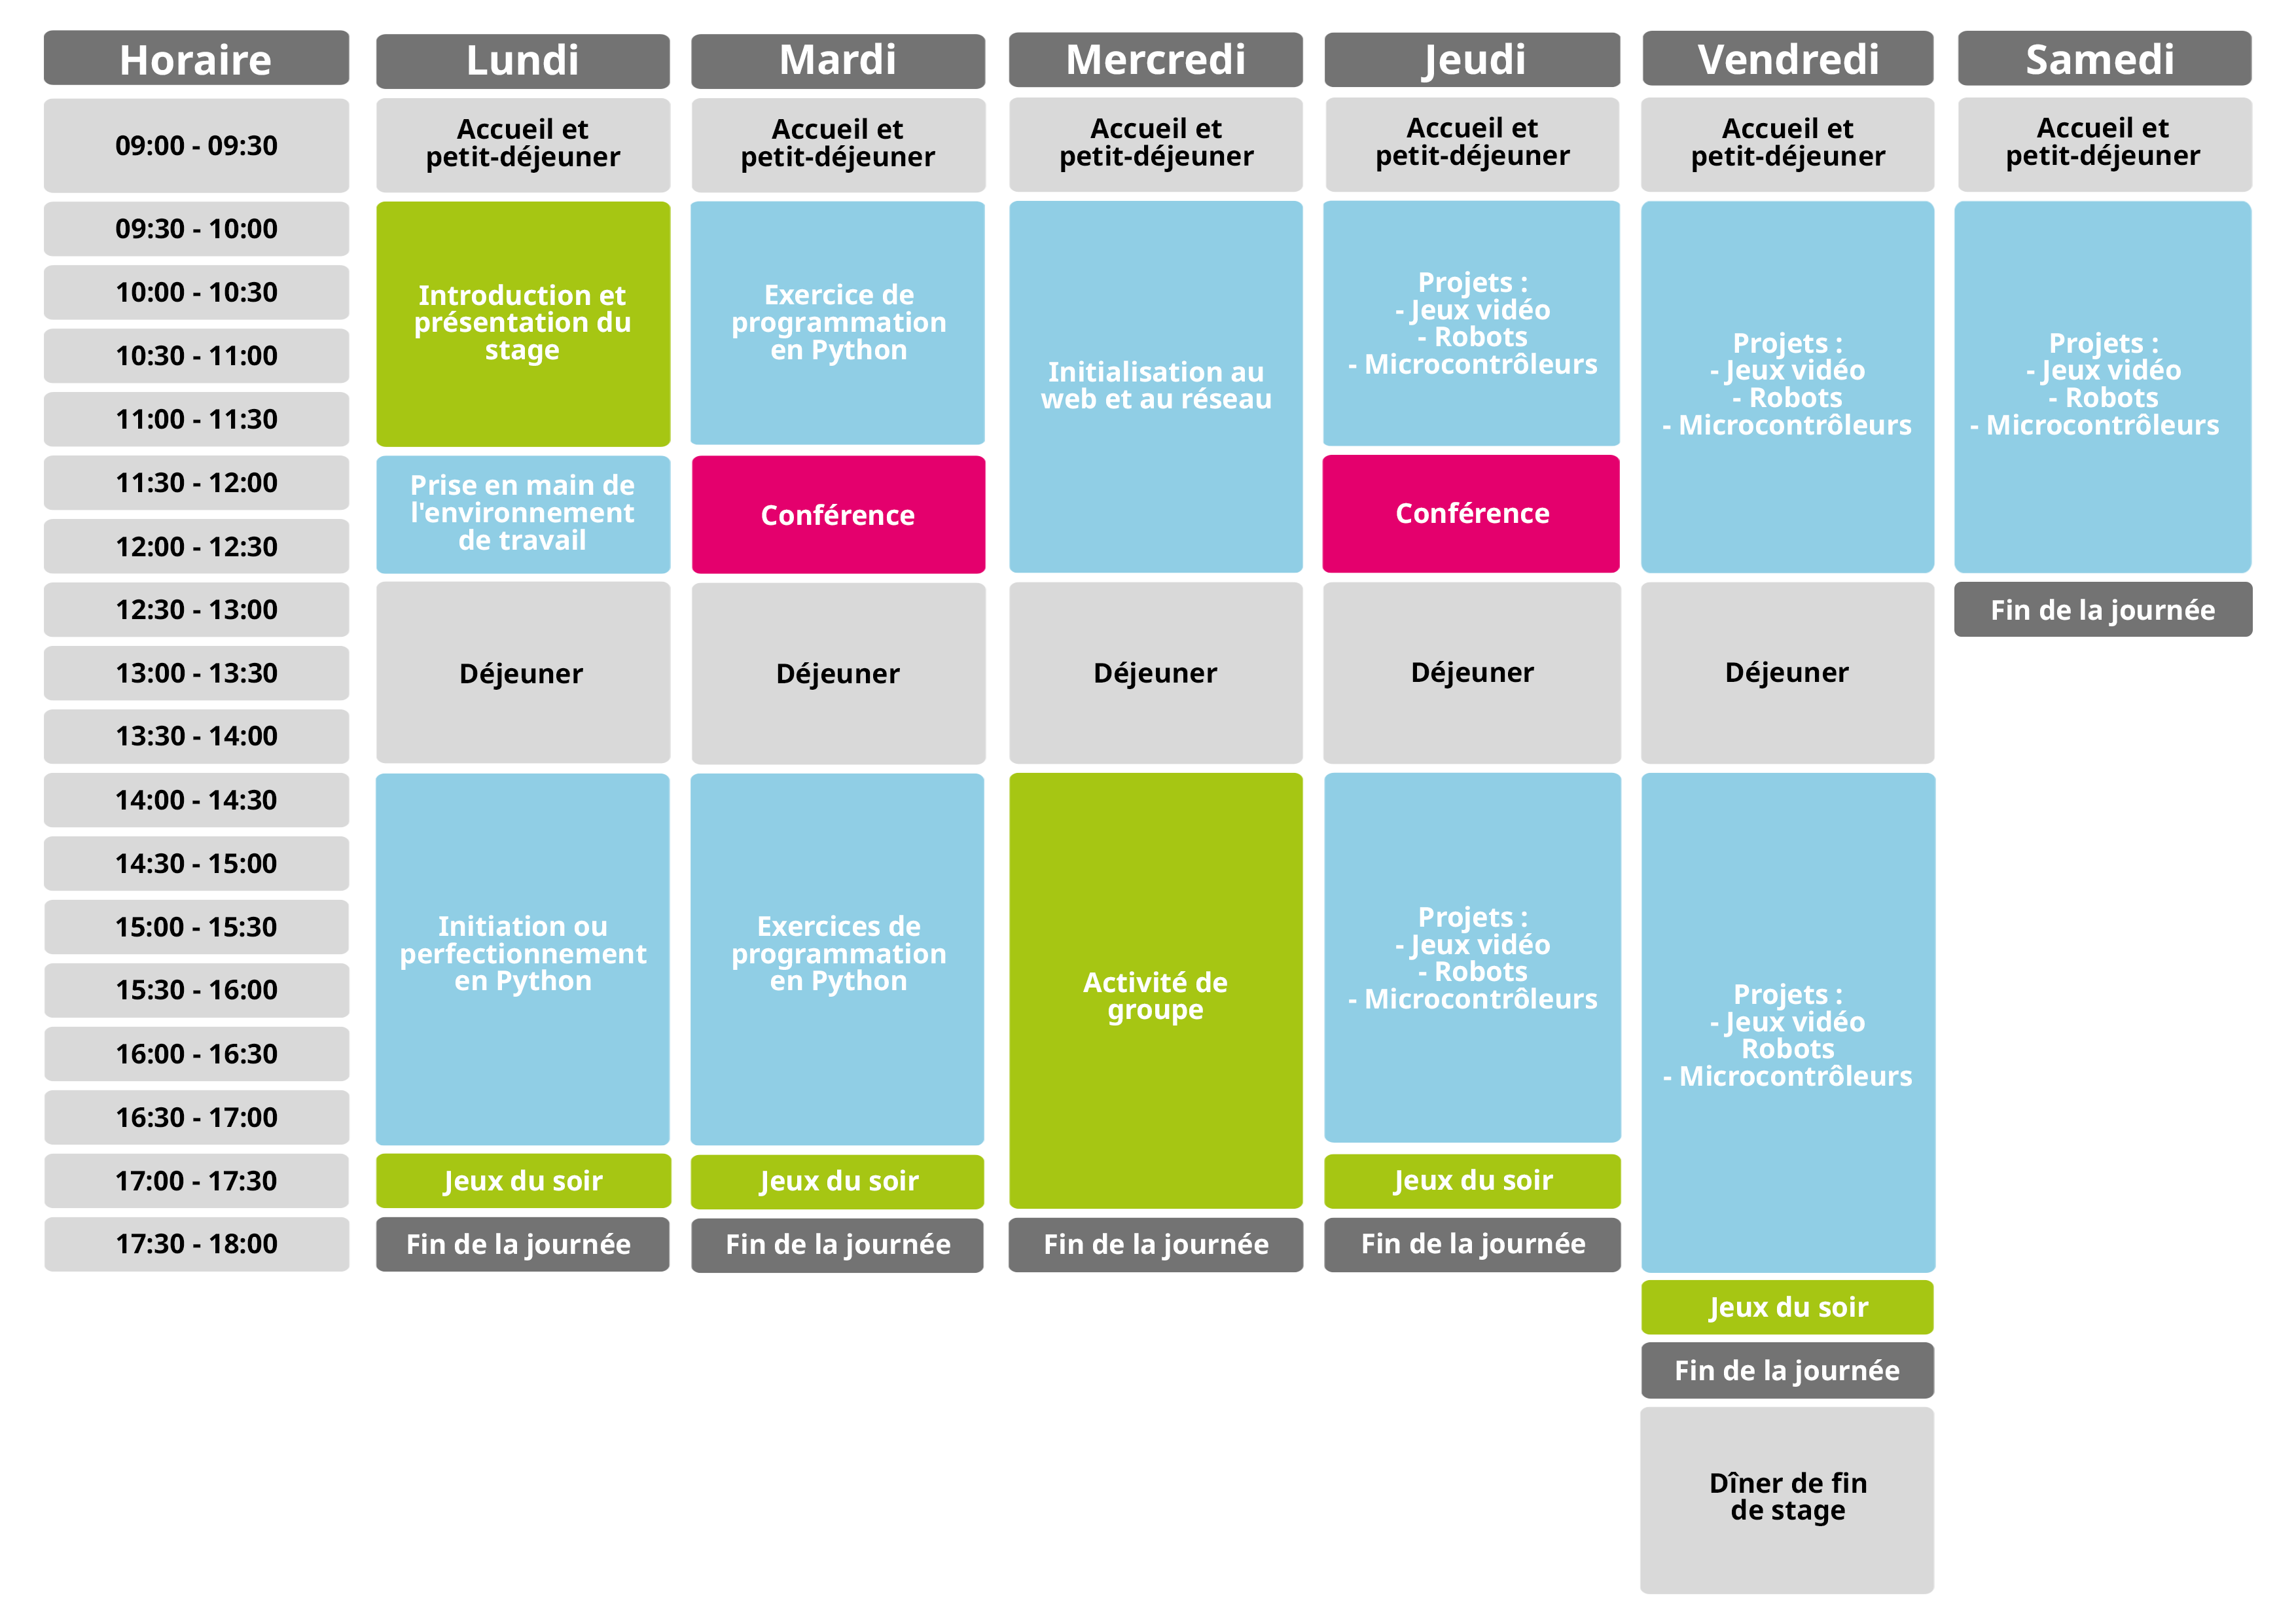 Horaire
Lundi
Mardi
Mercredi
Jeudi
Vendredi
Samedi
09:00 - 09:30
Accueil et
petit-déjeuner
Accueil et
petit-déjeuner
Accueil et
petit-déjeuner
Accueil et
petit-déjeuner
Accueil et
petit-déjeuner
Accueil et
petit-déjeuner
09:30 - 10:00
10:00 - 10:30
10:30 - 11:00
11:00 - 11:30
11:30 - 12:00
12:00 - 12:30
12:30 - 13:00
13:00 - 13:30
13:30 - 14:00
14:00 - 14:30
14:30 - 15:00
15:00 - 15:30
15:30 - 16:00
16:00 - 16:30
16:30 - 17:00
17:00 - 17:30
17:30 - 18:00
Introduction et
présentation du
stage
Prise en main de
l'environnement
de travail
Déjeuner
Initiation ou
perfectionnement
en Python
Jeux du soir
Fin de la journée
Exercice de
programmation
en Python
Conférence
Déjeuner
Exercices de
programmation
en Python
Jeux du soir
Fin de la journée
Initialisation au
web et au réseau
Déjeuner
Activité de
groupe
Fin de la journée
Projets :
- Jeux vidéo
- Robots
- Microcontrôleurs
Conférence
Déjeuner
Projets :
- Jeux vidéo
- Robots
- Microcontrôleurs
Jeux du soir
Fin de la journée
Projets :
- Jeux vidéo
- Robots
- Microcontrôleurs
Déjeuner
Projets :
- Jeux vidéo
Robots
- Microcontrôleurs
Jeux du soir
Fin de la journée
Dîner de fin
de stage
Projets :
- Jeux vidéo
- Robots
- Microcontrôleurs
Fin de la journée